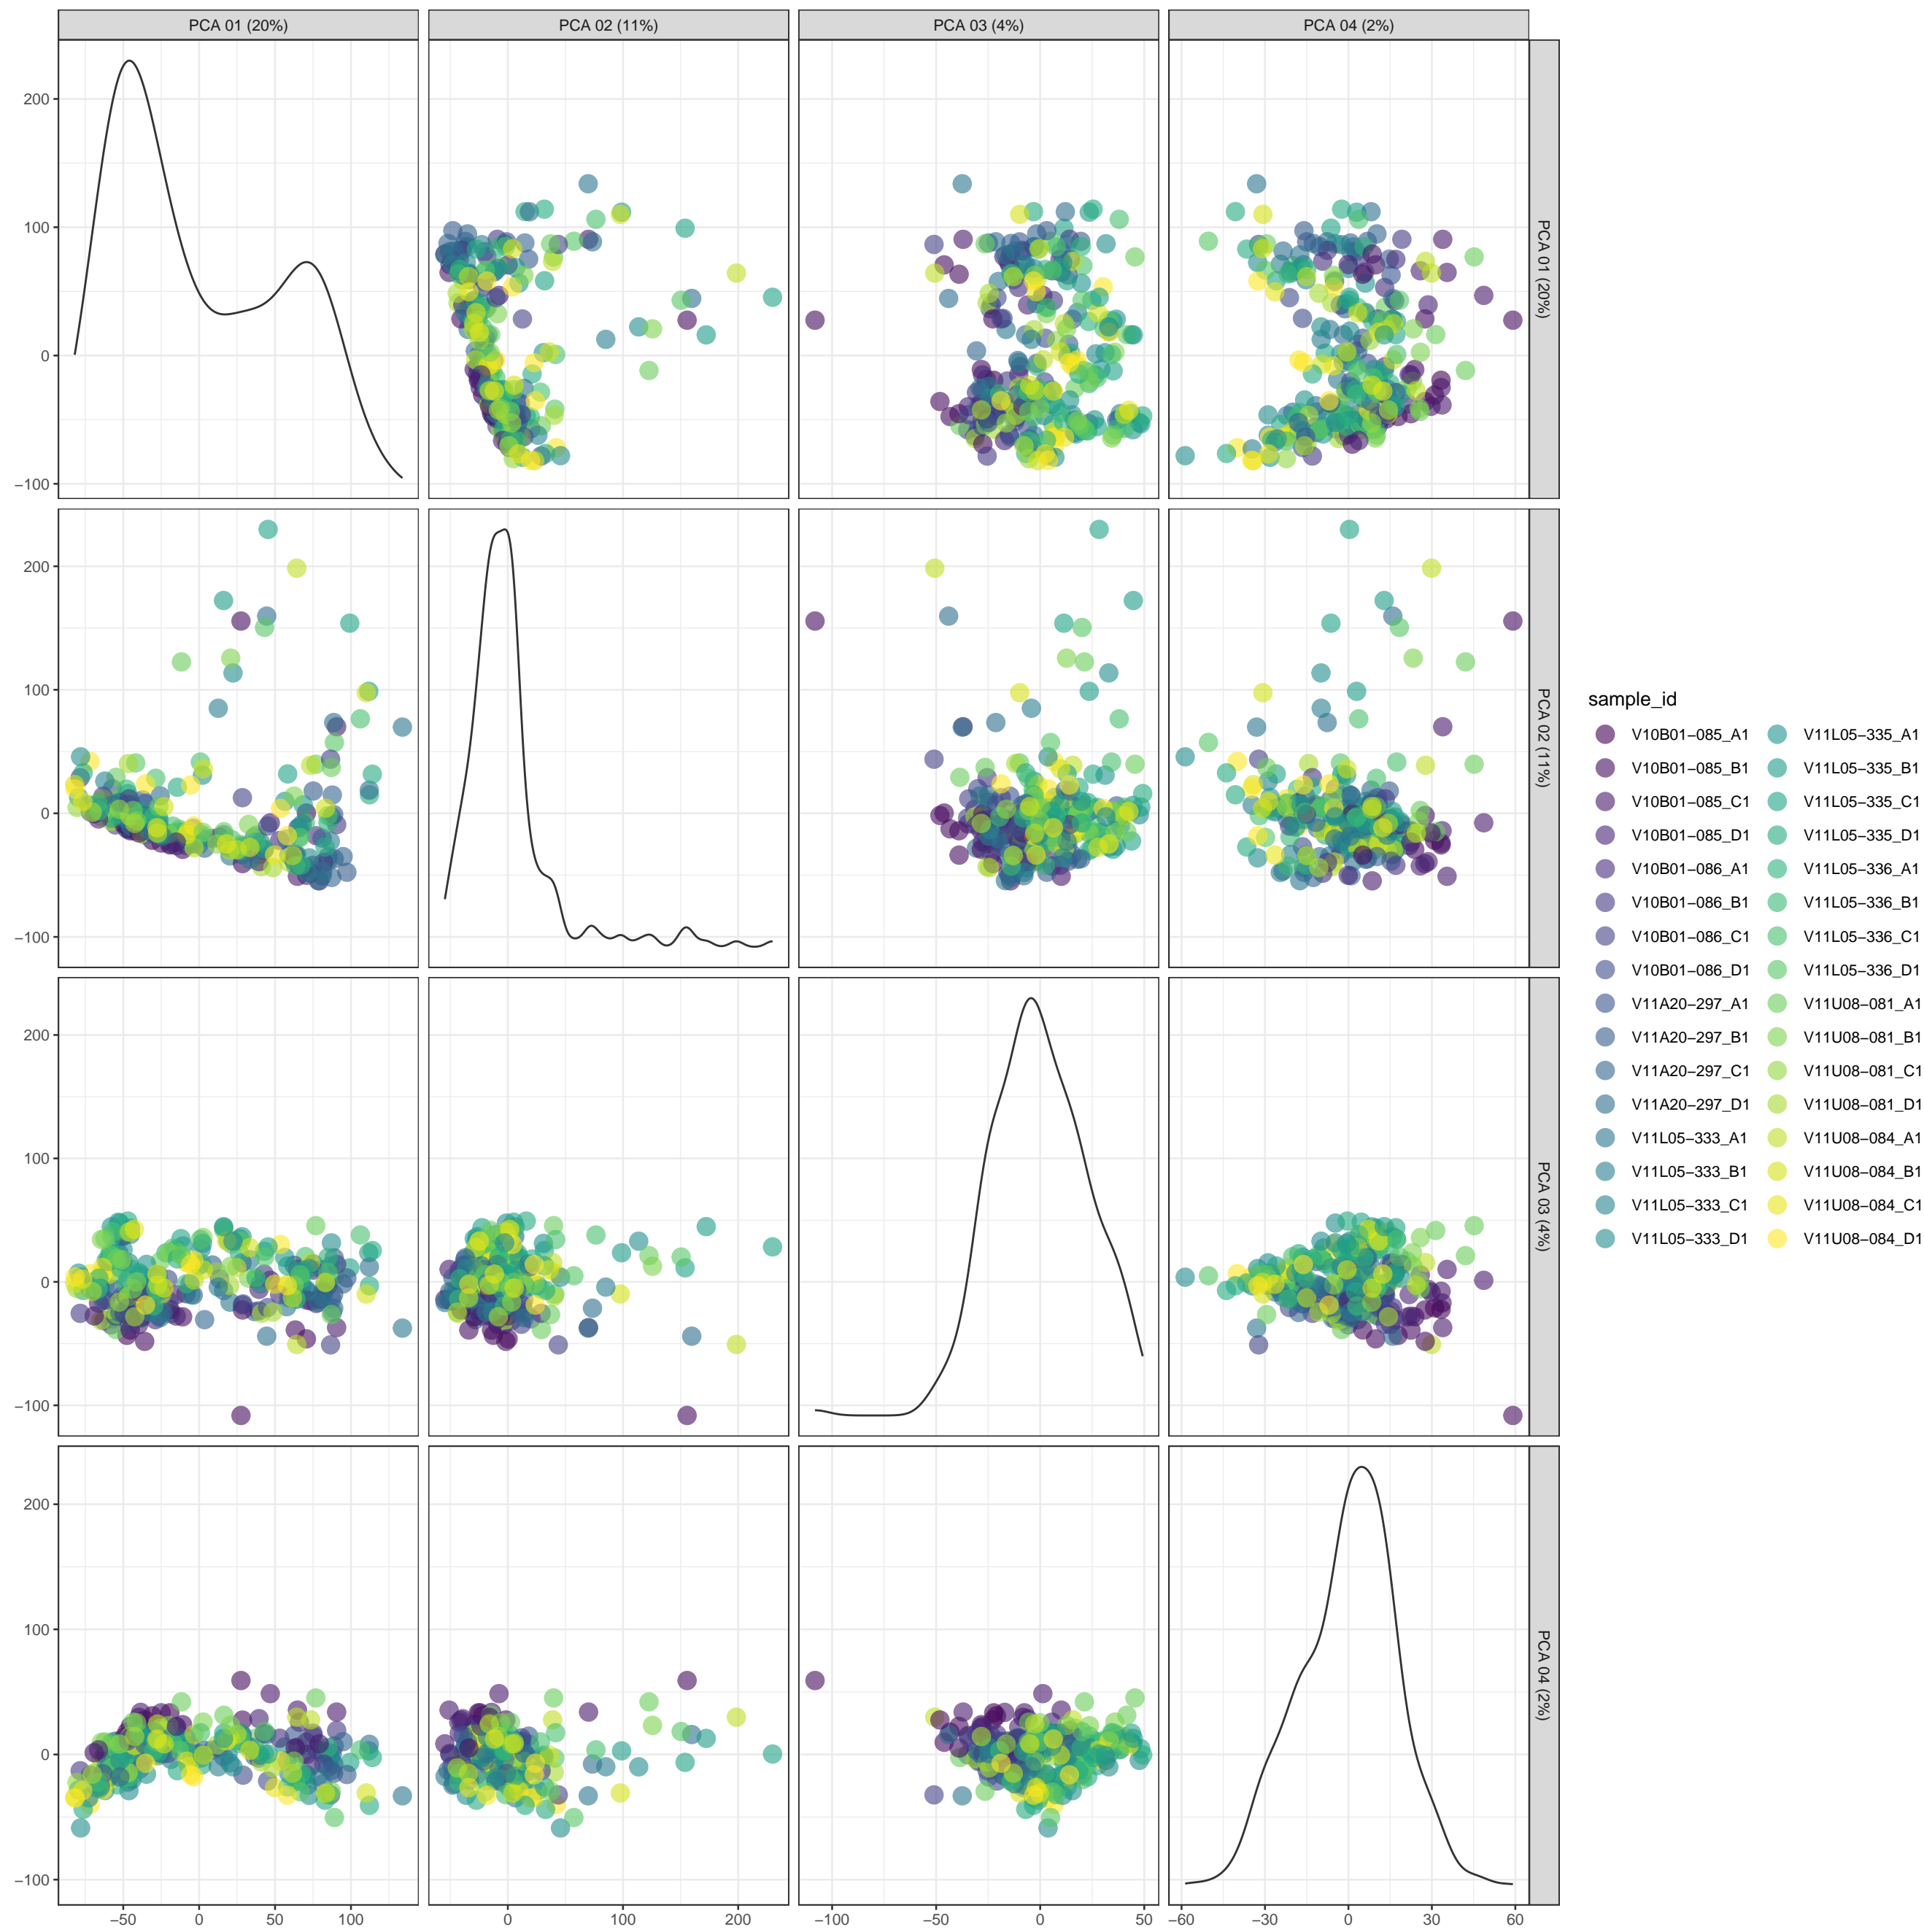 PCA 01 (20%) PCA 02 (11%) PCA 03 (4%) PCA 04 (2%)
200
100
0
−100
PCA 01 (20%)
200
100
0
−100
PCA 02 (11%)
200
100
0
−100
PCA 03 (4%)
200
100
0
−100
PCA 04 (2%)
−50 0 50 100
0 100 200
−100 −50 0 50
−60 −30 0 30 60
sample_id
V10B01−085_A1 V11L05−335_A1
V10B01−085_B1 V11L05−335_B1
V10B01−085_C1 V11L05−335_C1
V10B01−085_D1 V11L05−335_D1
V10B01−086_A1 V11L05−336_A1
V10B01−086_B1 V11L05−336_B1
V10B01−086_C1 V11L05−336_C1
V10B01−086_D1 V11L05−336_D1
V11A20−297_A1 V11U08−081_A1
V11A20−297_B1 V11U08−081_B1
V11A20−297_C1 V11U08−081_C1
V11A20−297_D1 V11U08−081_D1
V11L05−333_A1 V11U08−084_A1
V11L05−333_B1 V11U08−084_B1
V11L05−333_C1 V11U08−084_C1
V11L05−333_D1 V11U08−084_D1